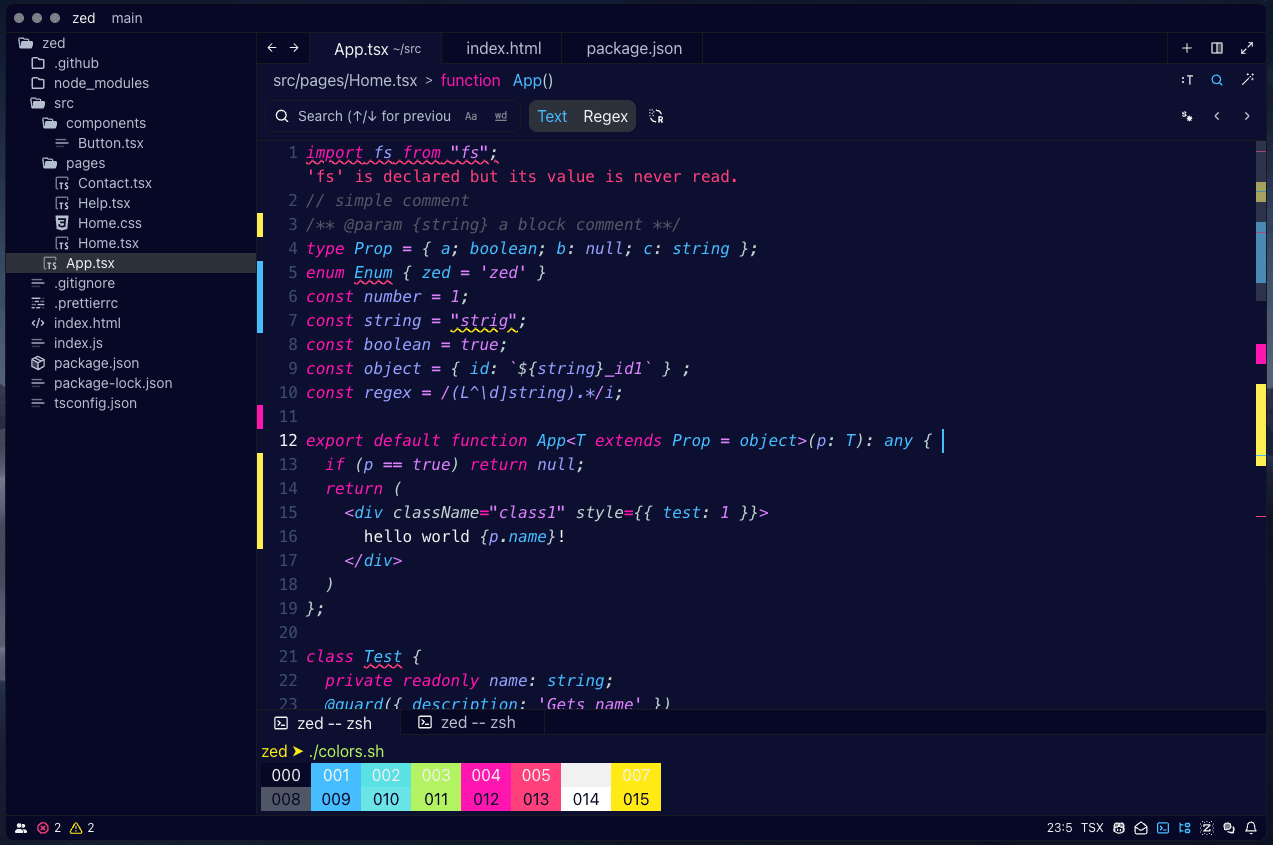 zed main
zed
.github
node_modules
src
components
Button.tsx
pages
Contact.tsx
Help.tsx
Home.css
Home.tsx
App.tsx
.gitignore
.prettierrc
index.html
index.js
package.json
package-lock.json
tsconfig.json
App.tsx ~/src index.html package.json
src/pages/Home.tsx > function App()
:T
Search (↑/↓ for previou Aa wd Text Regex
1 import fs from "fs";
'fs' is declared but its value is never read.
2 // simple comment
3 /** @param {string} a block comment **/
4 type Prop = { a; boolean; b: null; c: string };
5 enum Enum { zed = 'zed' }
6 const number = 1;
7 const string = "strig";
8 const boolean = true;
9 const object = { id: `${string}_id1` } ;
10 const regex = /(L^\d]string).*/i;
11
12 export default function App<T extends Prop = object>(p: T): any {
13 if (p == true) return null;
14 return (
15 <div className="class1" style={{ test: 1 }}>
16 hello world {p.name}!
17 </div>
18 )
19 };
20
21 class Test {
22 private readonly name: string;
23 @guard({ description: 'Gets name' })
zed -- zsh zed -- zsh
zed ➤ ./colors.sh
000 001 002 003 004 005 007
008 009 010 011 012 013 014 015
2 2 23:5 TSX